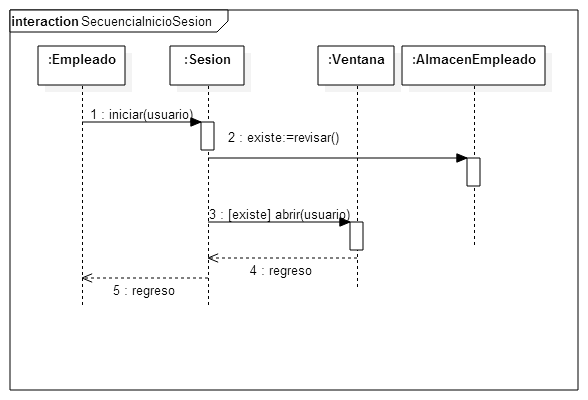 interaction SecuenciaInicioSesion
:Empleado :Sesion :Ventana :AlmacenEmpleado
1 : iniciar(usuario)
2 : existe:=revisar()
3 : [existe] abrir(usuario)
4 : regreso
5 : regreso